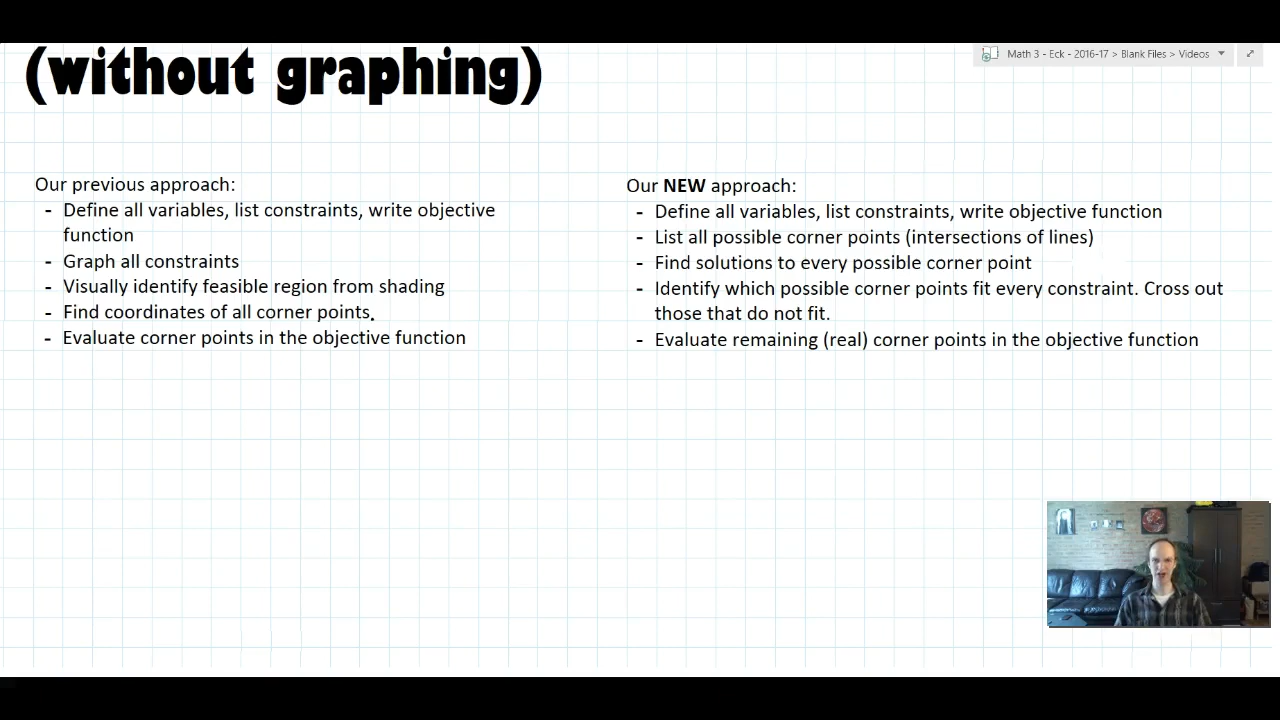 (without graphing)
Math 3 - Eck - 2016-17 > Blank Files > Videos
Our previous approach:
- Define all variables, list constraints, write objective
function
- Graph all constraints
- Visually identify feasible region from shading
- Find coordinates of all corner points.
- Evaluate corner points in the objective function
Our NEW approach:
- Define all variables, list constraints, write objective function
- List all possible corner points (intersections of lines)
- Find solutions to every possible corner point
- Identify which possible corner points fit every constraint. Cross out
those that do not fit.
- Evaluate remaining (real) corner points in the objective function